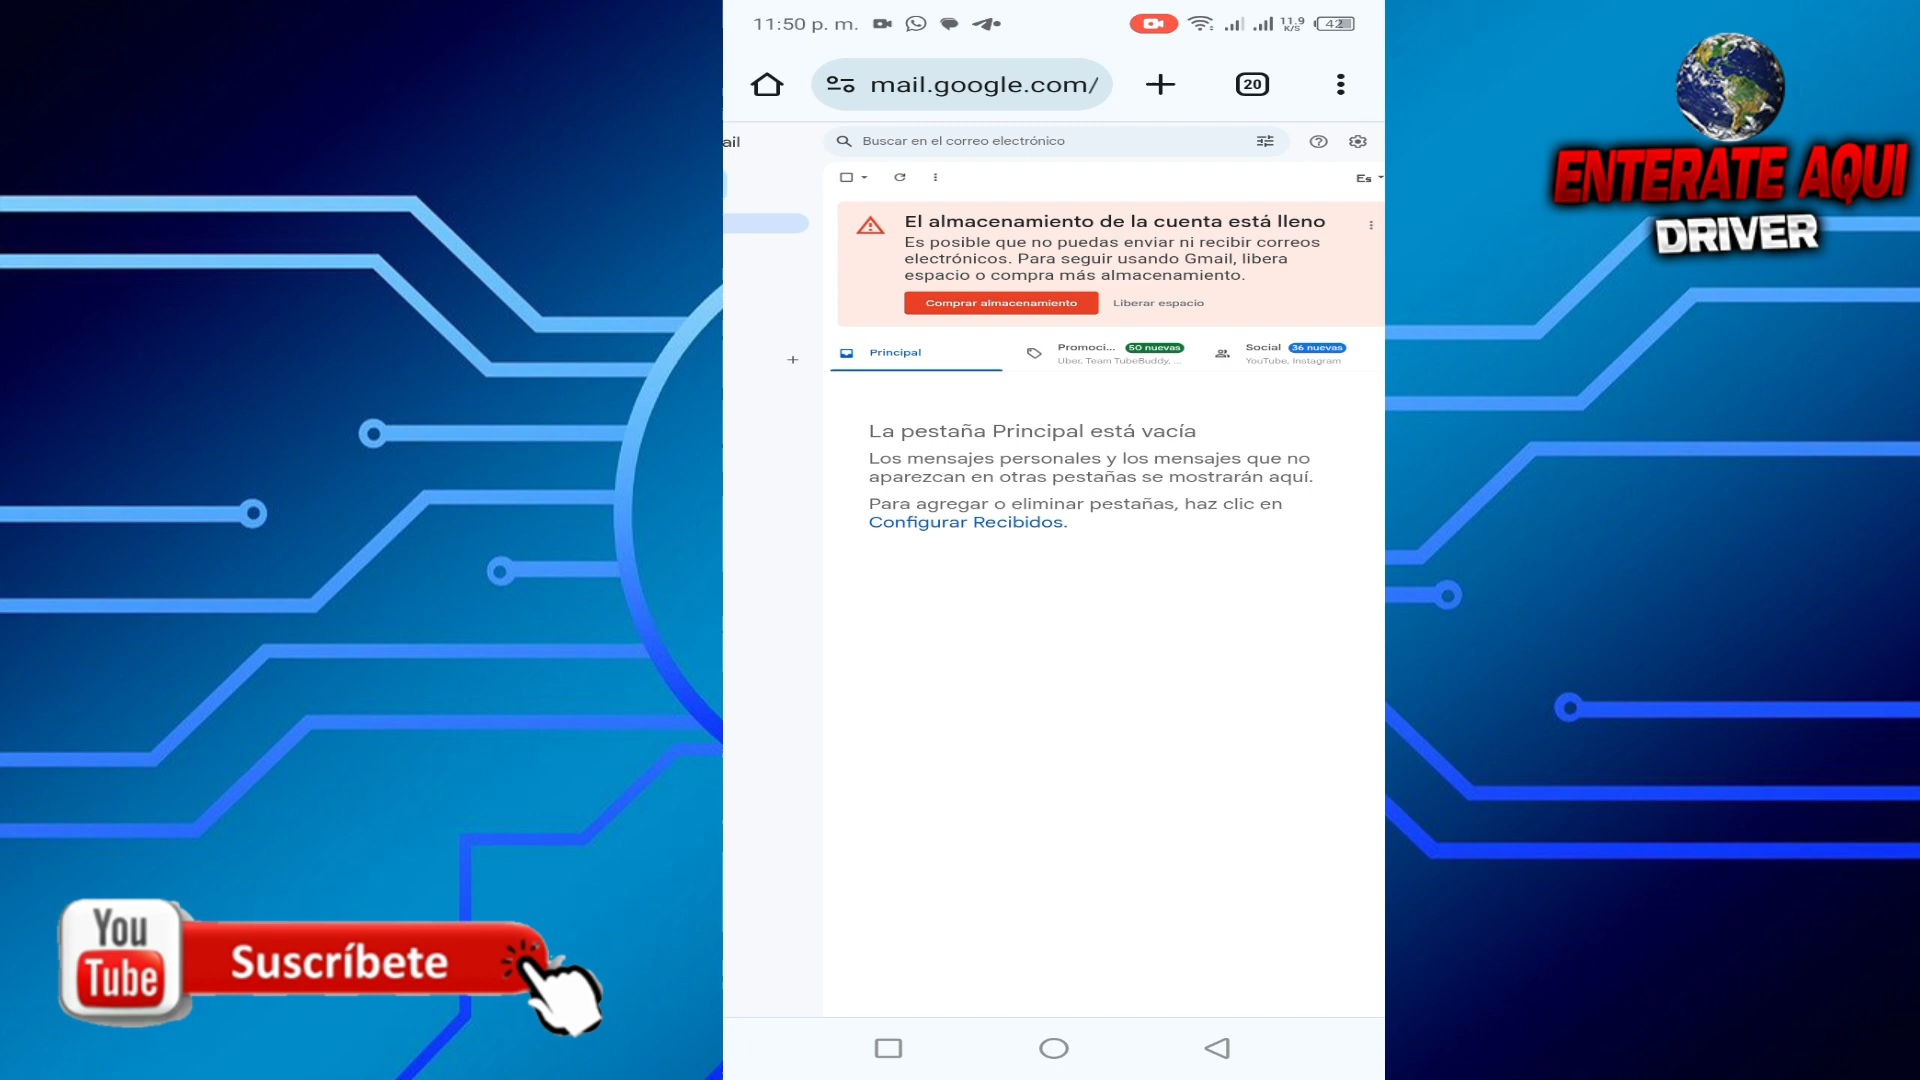 11:50 p. m.
11.9
K/S
42
mail.google.com/
20
ail
Buscar en el correo electrónico
Es
El almacenamiento de la cuenta está lleno
Es posible que no puedas enviar ni recibir correos
electrónicos. Para seguir usando Gmail, libera
espacio o compra más almacenamiento.
Comprar almacenamiento
Liberar espacio
Principal
Promoci... 50 nuevas
Uber, Team TubeBuddy, ...
Social 36 nuevas
YouTube, Instagram
La pestaña Principal está vacía
Los mensajes personales y los mensajes que no
aparezcan en otras pestañas se mostrarán aquí.
Para agregar o eliminar pestañas, haz clic en
Configurar Recibidos.
ENTERATE AQUI
DRIVER
You
Tube
Suscríbete